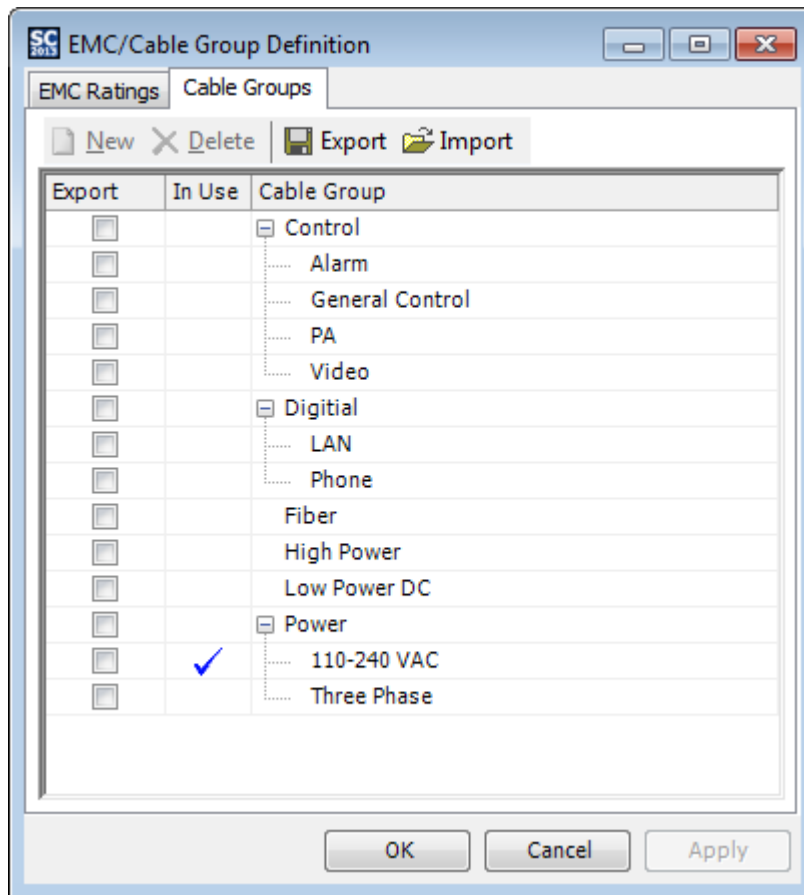 SC 2013 EMC/Cable Group Definition
EMC Ratings Cable Groups
New Delete Export Import
Export In Use Cable Group
Control
Alarm
General Control
PA
Video
Digitial
LAN
Phone
Fiber
High Power
Low Power DC
Power
110-240 VAC
Three Phase
OK Cancel Apply